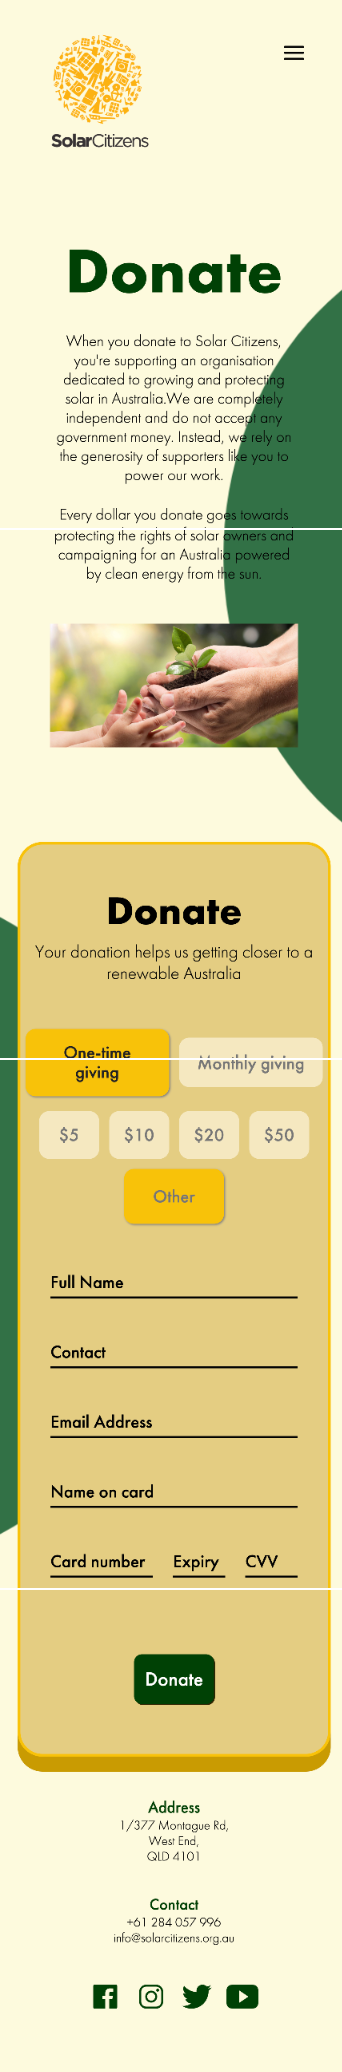 SolarCitizens
Donate
When you donate to Solar Citizens,
you're supporting an organisation
dedicated to growing and protecting
solar in Australia.We are completely
independent and do not accept any
government money. Instead, we rely on
the generosity of supporters like you to
power our work.
Every dollar you donate goes towards
protecting the rights of solar owners and
campaigning for an Australia powered
by clean energy from the sun.
Donate
Your donation helps us getting closer to a
renewable Australia
One-time
giving
Monthly giving
$5 $10 $20 $50
Other
Full Name
Contact
Email Address
Name on card
Card number Expiry CVV
Donate
Address
1/377 Montague Rd,
West End,
QLD 4101
Contact
+61 284 057 996
info@solarcitizens.org.au